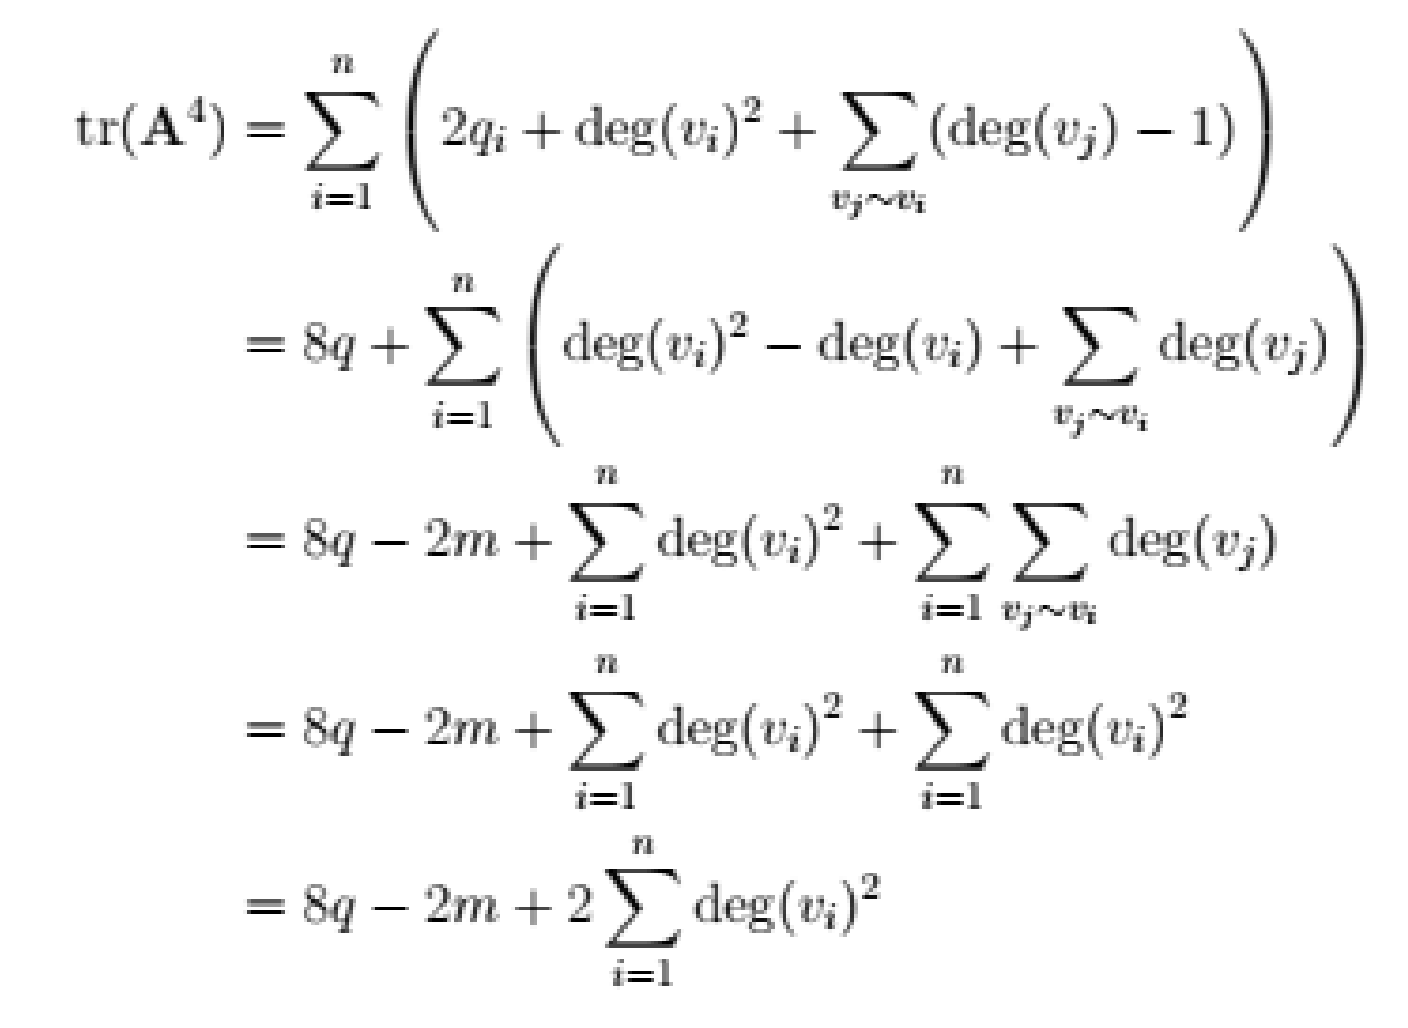 $\operatorname{tr}(\mathbf{A}^4) = \sum_{i=1}^{n} \left( 2q_i + \deg(v_i)^2 + \sum_{v_j \sim v_i} (\deg(v_j) - 1) \right)$
$= 8q + \sum_{i=1}^{n} \left( \deg(v_i)^2 - \deg(v_i) + \sum_{v_j \sim v_i} \deg(v_j) \right)$
$= 8q - 2m + \sum_{i=1}^{n} \deg(v_i)^2 + \sum_{i=1}^{n} \sum_{v_j \sim v_i} \deg(v_j)$
$= 8q - 2m + \sum_{i=1}^{n} \deg(v_i)^2 + \sum_{i=1}^{n} \deg(v_i)^2$
$= 8q - 2m + 2 \sum_{i=1}^{n} \deg(v_i)^2$